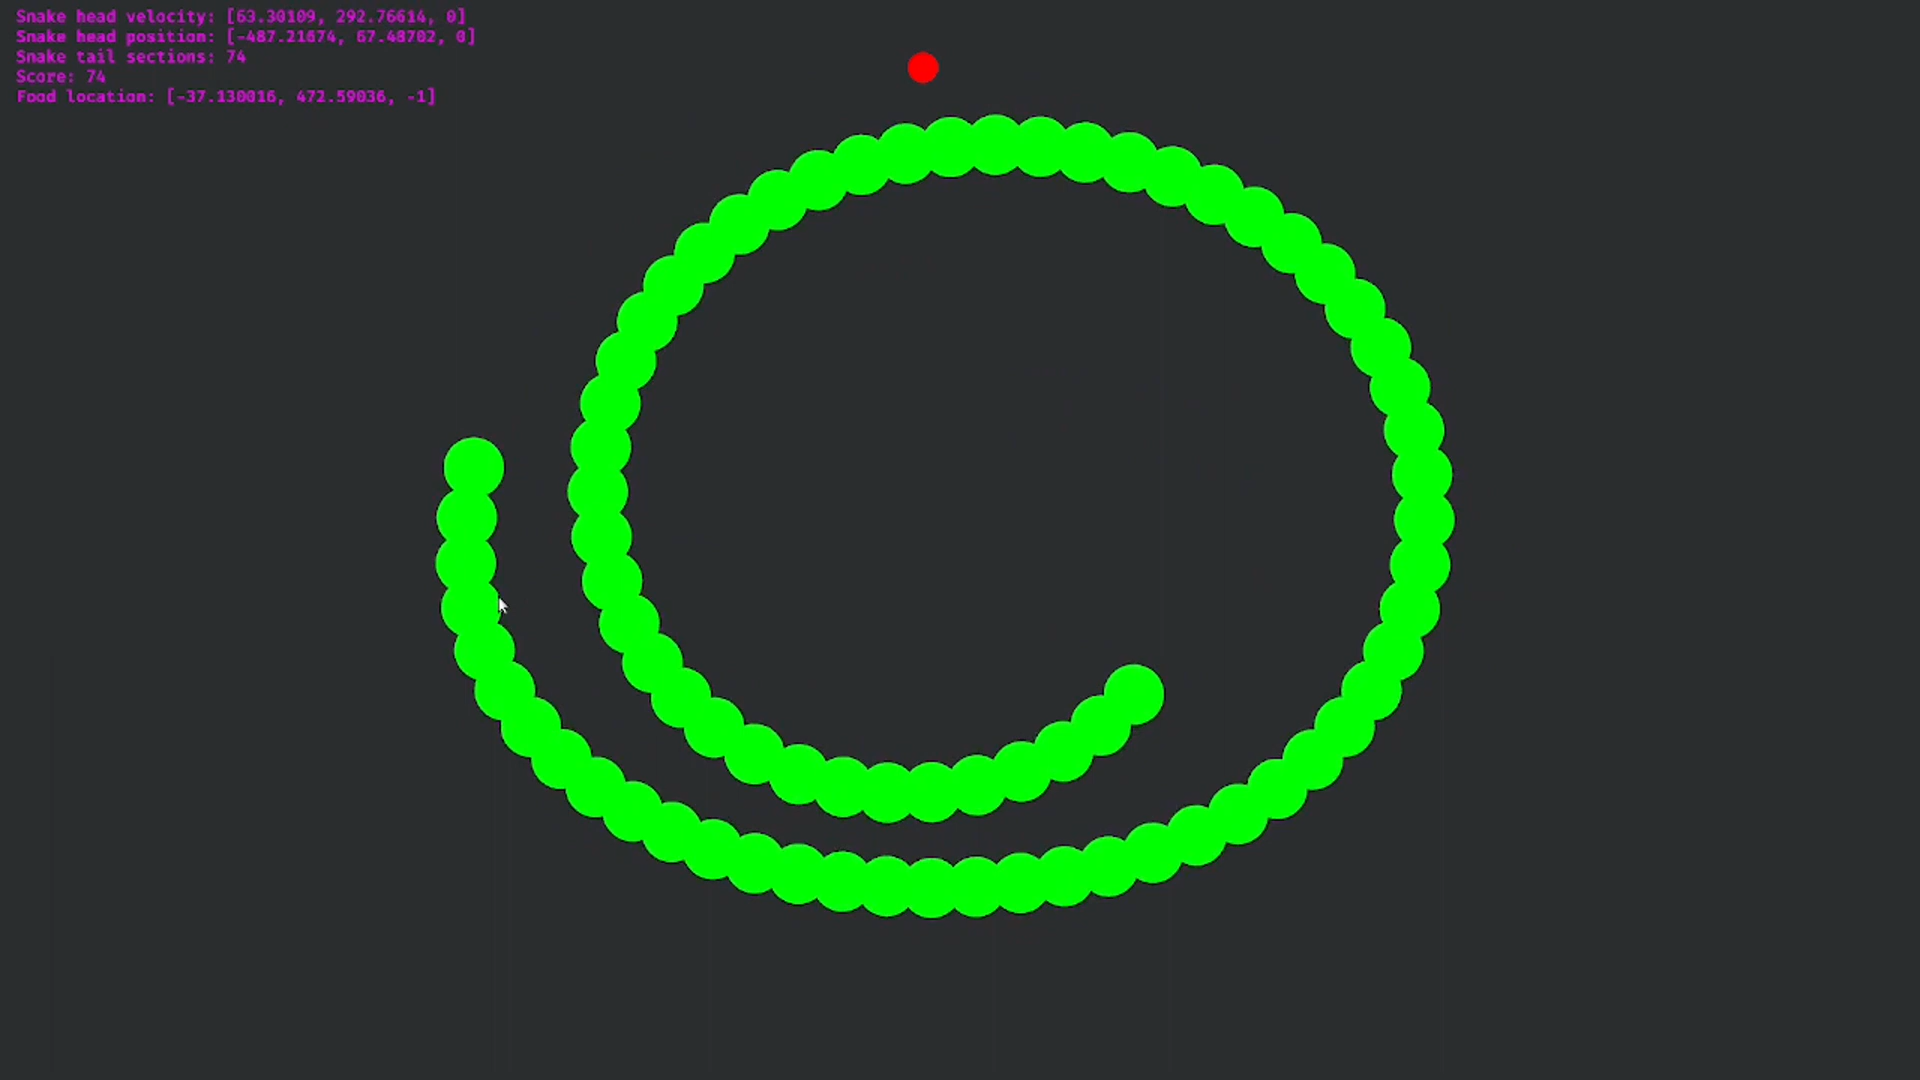 Snake head velocity: [63.30109, 292.76614, 0]
Snake head position: [-487.21674, 67.48702, 0]
Snake tail sections: 74
Score: 74
Food location: [-37.130016, 472.59036, -1]